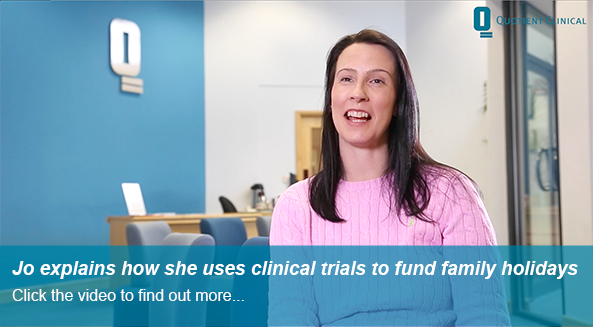 QUOTIENT CLINICAL
Jo explains how she uses clinical trials to fund family holidays
Click the video to find out more...